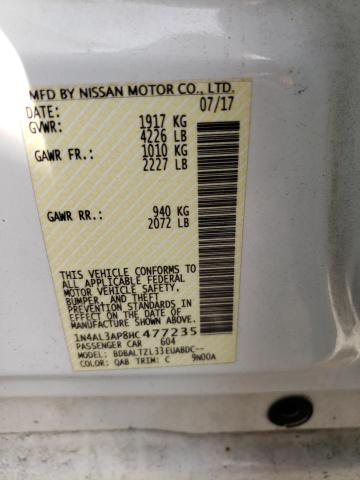 MFD BY NISSAN MOTOR CO., LTD.
DATE: 07/17
GVWR: 1917 KG
4226 LB
GAWR FR.: 1010 KG
2227 LB
GAWR RR.: 940 KG
2072 LB
THIS VEHICLE CONFORMS TO
ALL APPLICABLE FEDERAL
MOTOR VEHICLE SAFETY,
BUMPER, AND THEFT
PREVENTION STANDARDS IN
EFFECT ON THE DATE OF
MANUFACTURE SHOWN ABOVE.
1N4AL3AP8HC477235
PASSENGER CAR 604
MODEL: BDBALTZL33EUABDC--
COLOR: QAB TRIM: C 9N00A